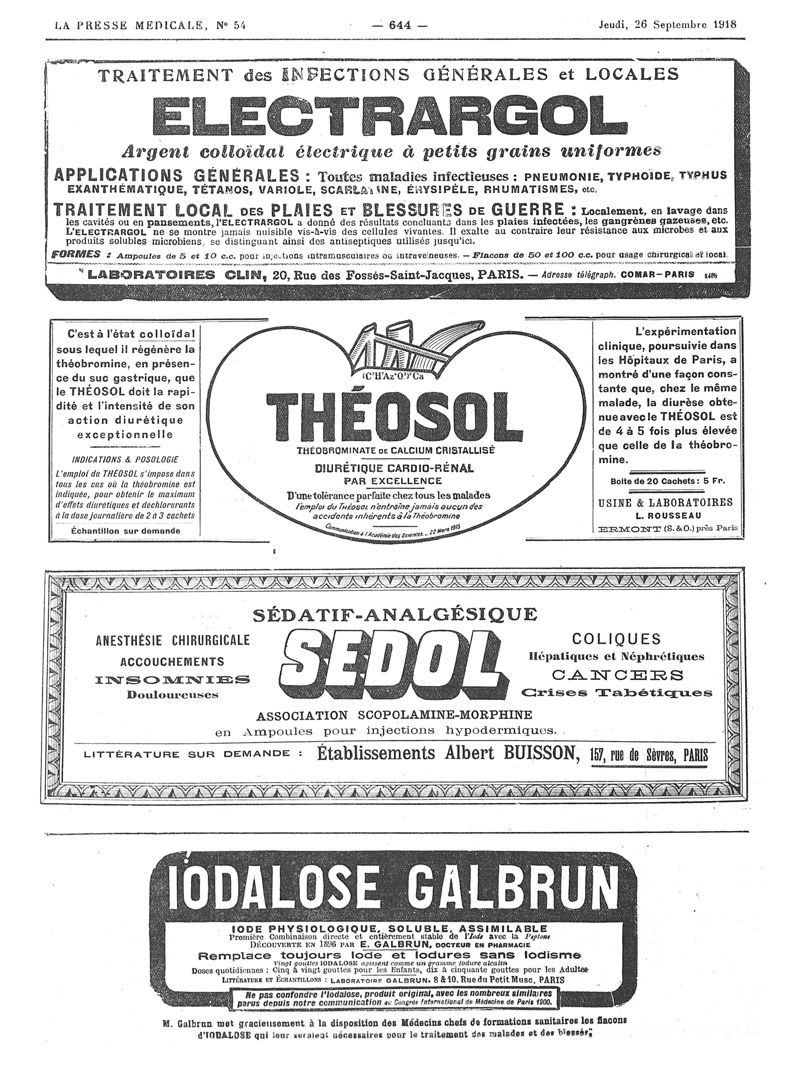 LA PRESSE MEDICALE, N° 54 — 644 — Jeudi, 26 Septembre 1918
TRAITEMENT des INFECTIONS GÉNÉRALES et LOCALES
ELECTRARGOL
Argent colloïdal électrique à petits grains uniformes
APPLICATIONS GÉNÉRALES : Toutes maladies infectieuses : PNEUMONIE, TYPHOÏDE, TYPHUS
EXANTHÉMATIQUE, TÉTANOS, VARIOLE, SCARLATINE, ÉRYSIPÈLE, RHUMATISMES, etc.
TRAITEMENT LOCAL DES PLAIES ET BLESSURES DE GUERRE : Localement, en lavage dans
les cavités ou en pansements, l'ELECTRARGOL a donné des résultats concluants dans les plaies infectées, les gangrènes gazeuses, etc.
L'ELECTRARGOL ne se montre jamais nuisible vis-à-vis des cellules vivantes. Il exalte au contraire leur résistance aux microbes et aux
produits solubles microbiens, se distinguant ainsi des antiseptiques utilisés jusqu'ici.
FORMES : Ampoules de 5 et 10 c.c. pour injections intramusculaires ou intraveineuses. — Flacons de 50 et 100 c.c. pour usage chirurgical et local.
LABORATOIRES CLIN, 20, Rue des Fossés-Saint-Jacques, PARIS. — Adresse télégraph. COMAR-PARIS
C'est à l'état colloïdal
sous lequel il régénère la
théobromine, en présen-
ce du suc gastrique, que
le THÉOSOL doit la rapi-
dité et l'intensité de son
action diurétique
exceptionnelle
INDICATIONS & POSOLOGIE
L'emploi du THÉOSOL s'impose dans
tous les cas où la théobromine est
indiquée, pour obtenir le maximum
d'effets diurétiques et déchlorurants
à la dose journalière de 2 à 3 cachets
Échantillon sur demande
THÉOSOL
THÉOBROMINATE DE CALCIUM CRISTALLISÉ
DIURÉTIQUE CARDIO-RÉNAL
PAR EXCELLENCE
D'une tolérance parfaite chez tous les malades
l'emploi du Théosol n'entraîne jamais aucun des
accidents inhérents à la Théobromine
Communication à l'Académie des Sciences, 22 Mars 1915
L'expérimentation
clinique, poursuivie dans
les Hôpitaux de Paris, a
montré d'une façon cons-
tante que, chez le même
malade, la diurèse obte-
nue avec le THÉOSOL est
de 4 à 5 fois plus élevée
que celle de la théobro-
mine.
Boîte de 20 Cachets : 5 Fr.
USINE & LABORATOIRES
L. ROUSSEAU
ERMONT (S.&O.) près Paris
SÉDATIF-ANALGÉSIQUE
SEDOL
ANESTHÉSIE CHIRURGICALE
ACCOUCHEMENTS
INSOMNIES
Douloureuses
COLIQUES
Hépatiques et Néphrétiques
CANCERS
Crises Tabétiques
ASSOCIATION SCOPOLAMINE-MORPHINE
en Ampoules pour injections hypodermiques.
LITTÉRATURE SUR DEMANDE : Établissements Albert BUISSON, 157, rue de Sèvres, PARIS
IODALOSE GALBRUN
IODE PHYSIOLOGIQUE, SOLUBLE, ASSIMILABLE
Première Combinaison directe et entièrement stable de l'Iode avec la Peptone
DÉCOUVERTE EN 1896 PAR E. GALBRUN, DOCTEUR EN PHARMACIE
Remplace toujours Iode et Iodures sans Iodisme
Vingt gouttes IODALOSE agissent comme un gramme Iodure alcalin
Doses quotidiennes : Cinq à vingt gouttes pour les Enfants, dix à cinquante gouttes pour les Adultes
LITTÉRATURE ET ÉCHANTILLONS : LABORATOIRE GALBRUN, 8 & 10, Rue du Petit Musc, PARIS
Ne pas confondre l'Iodalose, produit original, avec les nombreux similaires
parus depuis notre communication au Congrès International de Médecine de Paris 1900.
M. Galbrun met gracieusement à la disposition des Médecins chefs de formations sanitaires les flacons
d'IODALOSE qui leur seraient nécessaires pour le traitement des malades et des blessés.